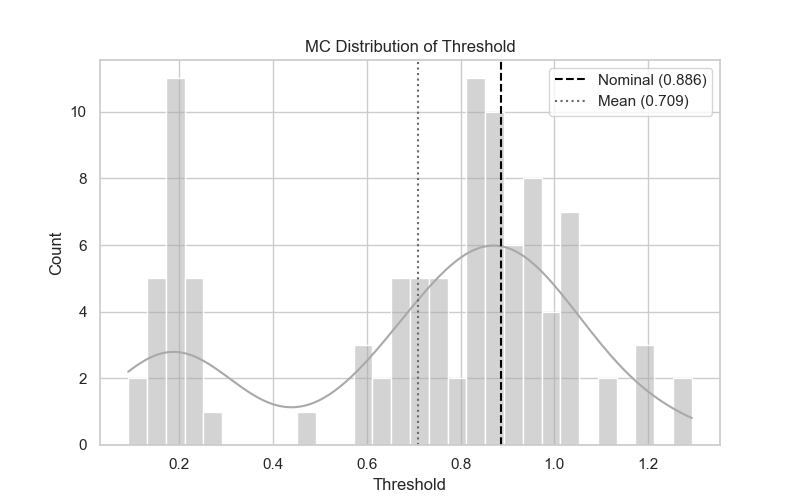 MC Distribution of Threshold
Nominal (0.886)
Mean (0.709)
Count
10
8
6
4
2
0
0.2 0.4 0.6 0.8 1.0 1.2
Threshold